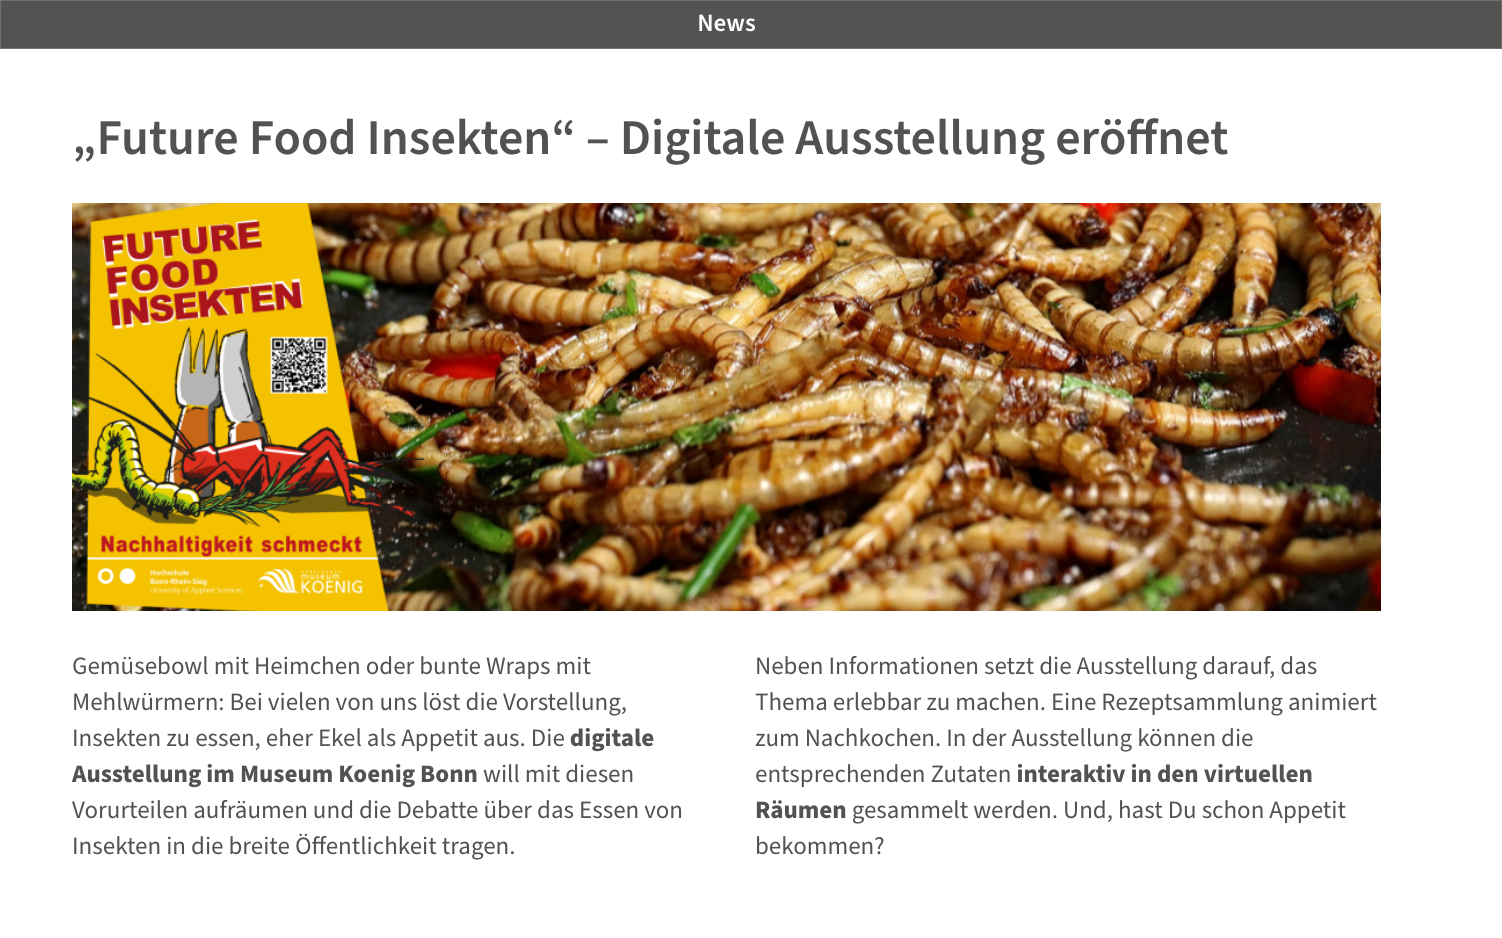 News
„Future Food Insekten“ – Digitale Ausstellung eröffnet
FUTURE
FOOD
INSEKTEN
Nachhaltigkeit schmeckt
Hochschule
Bonn-Rhein-Sieg
University of Applied Sciences
museum
KOENIG
Gemüsebowl mit Heimchen oder bunte Wraps mit
Mehlwürmern: Bei vielen von uns löst die Vorstellung,
Insekten zu essen, eher Ekel als Appetit aus. Die digitale
Ausstellung im Museum Koenig Bonn will mit diesen
Vorurteilen aufräumen und die Debatte über das Essen von
Insekten in die breite Öffentlichkeit tragen.
Neben Informationen setzt die Ausstellung darauf, das
Thema erlebbar zu machen. Eine Rezeptsammlung animiert
zum Nachkochen. In der Ausstellung können die
entsprechenden Zutaten interaktiv in den virtuellen
Räumen gesammelt werden. Und, hast Du schon Appetit
bekommen?